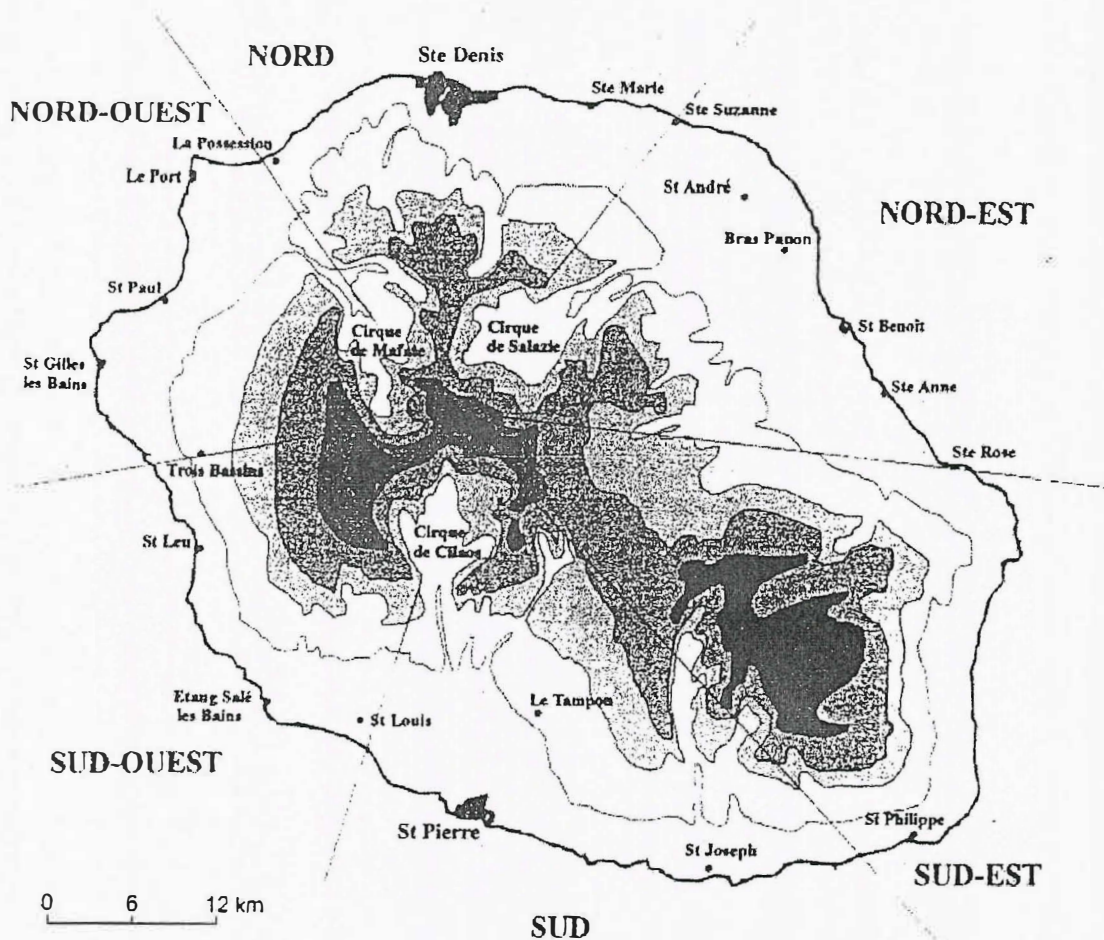 NORD
Ste Denis
Ste Marie
Ste Suzanne
NORD-OUEST
La Possession
Le Port
St André
NORD-EST
Bras Panon
St Paul
St Benoît
Cirque
de Mafate
Cirque
de Salazie
St Gilles
les Bains
Ste Anne
Trois Bassins
Ste Rose
St Leu
Cirque
de Cilaos
Etang Salé
les Bains
St Louis
Le Tampon
SUD-OUEST
St Pierre
St Philippe
St Joseph
SUD-EST
0 6 12 km
SUD